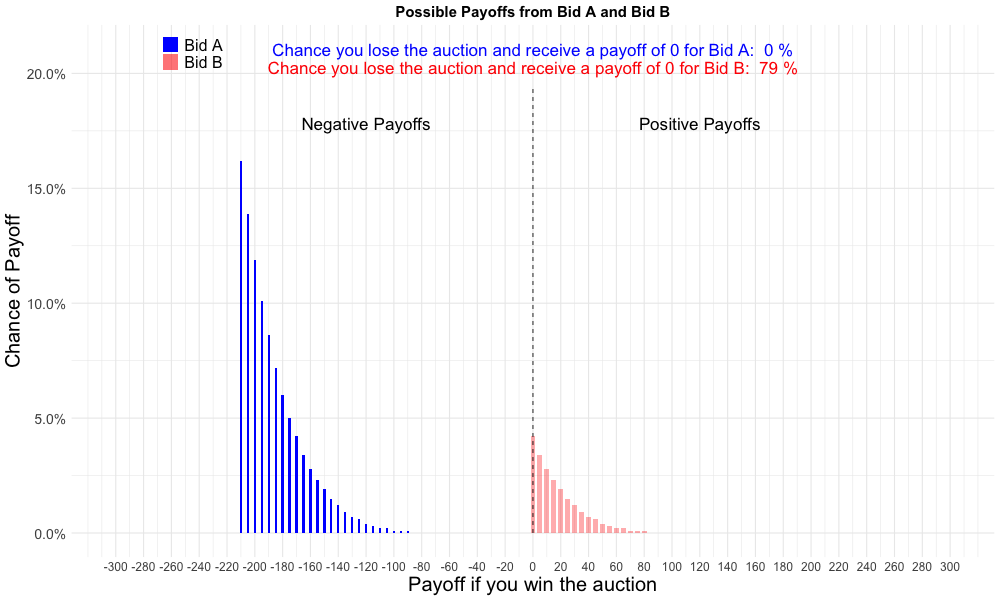 Possible Payoffs from Bid A and Bid B
Bid A
Bid B
Chance you lose the auction and receive a payoff of 0 for Bid A:  0 %
Chance you lose the auction and receive a payoff of 0 for Bid B:  79 %
Negative Payoffs
Positive Payoffs
Chance of Payoff
20.0%
15.0%
10.0%
5.0%
0.0%
-300 -280 -260 -240 -220 -200 -180 -160 -140 -120 -100 -80 -60 -40 -20 0 20 40 60 80 100 120 140 160 180 200 220 240 260 280 300
Payoff if you win the auction